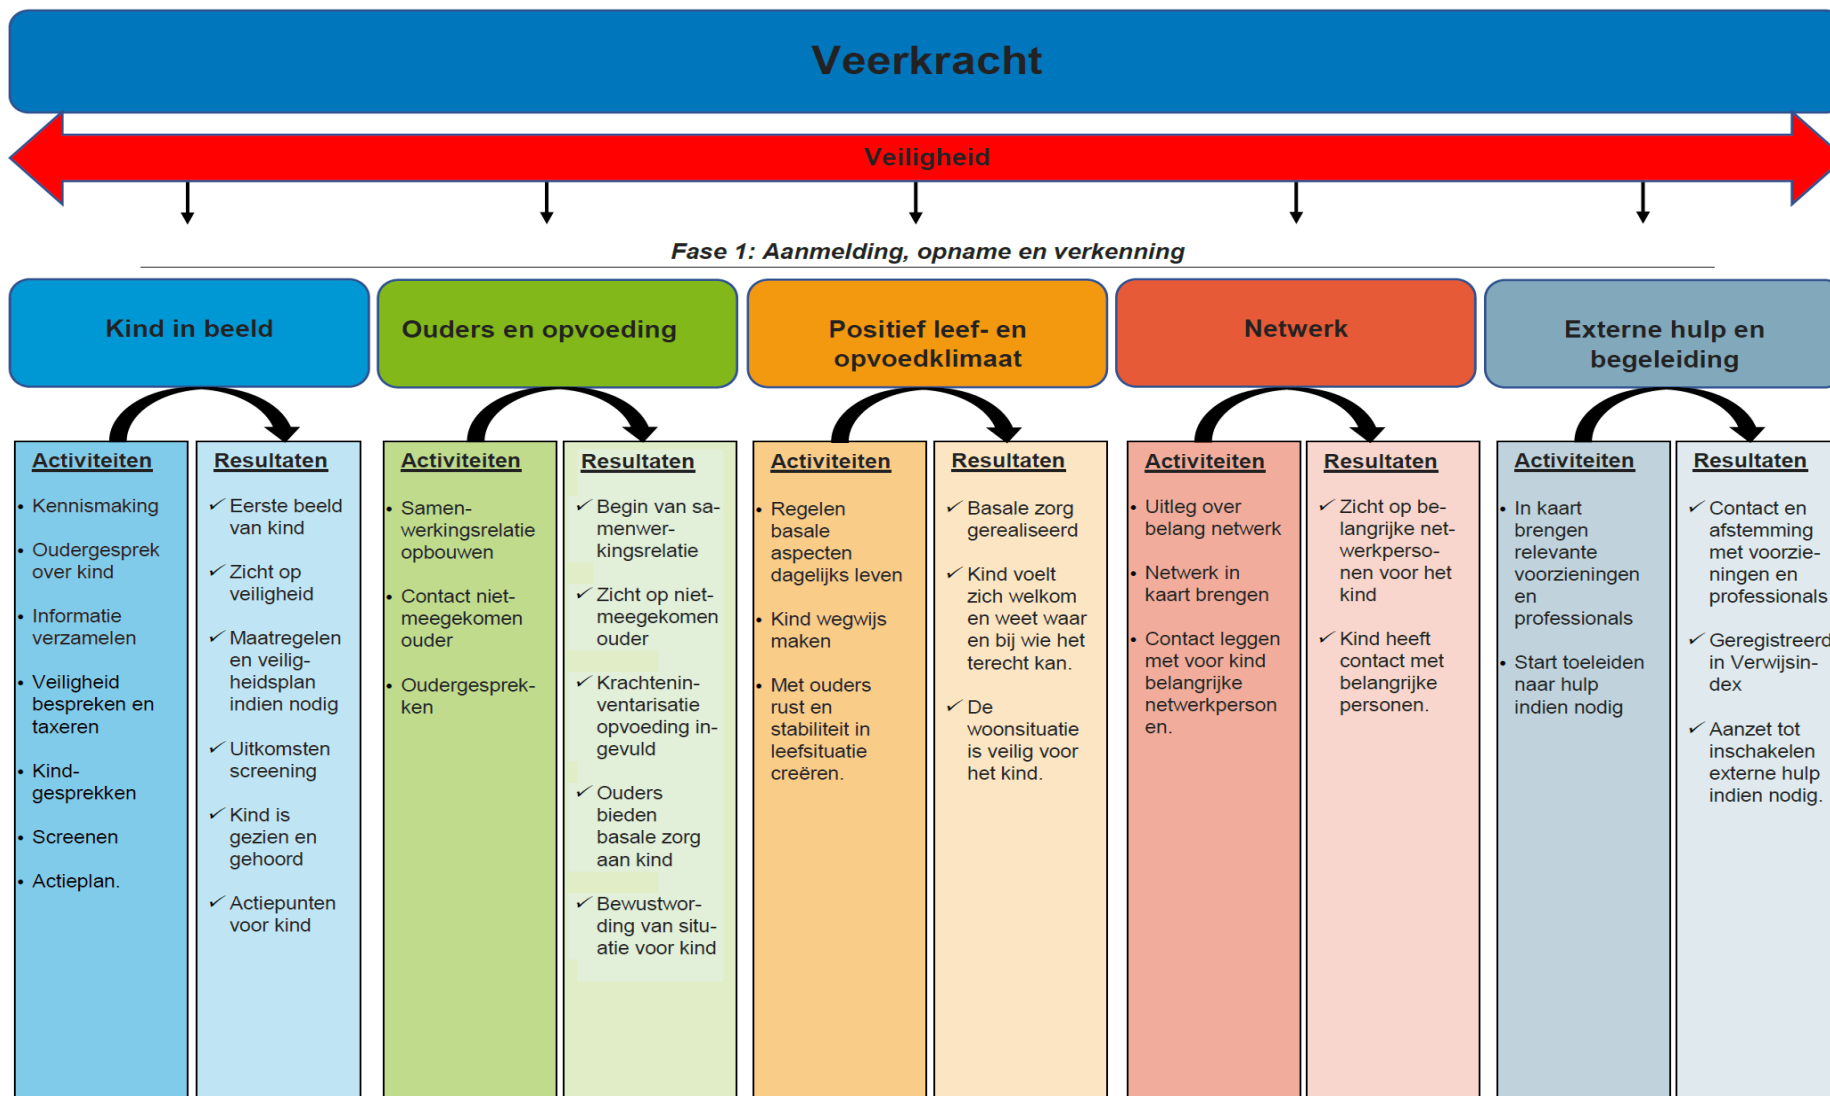 Veerkracht
Veiligheid
Fase 1: Aanmelding, opname en verkenning
Kind in beeld
Activiteiten
• Kennismaking
• Oudergesprek
over kind
• Informatie
verzamelen
• Veiligheid
bespreken en
taxeren
• Kind-
gesprekken
• Screenen
• Actieplan.
Resultaten
✓ Eerste beeld
van kind
✓ Zicht op
veiligheid
✓ Maatregelen
en veilig-
heidsplan
indien nodig
✓ Uitkomsten
screening
✓ Kind is
gezien en
gehoord
✓ Actiepunten
voor kind
Ouders en opvoeding
Activiteiten
• Samen-
werkingsrelatie
opbouwen
• Contact niet-
meegekomen
ouder
• Oudergesprek-
ken
Resultaten
✓ Begin van sa-
menwer-
kingsrelatie
✓ Zicht op niet-
meegekomen
ouder
✓ Krachtenin-
ventarisatie
opvoeding in-
gevuld
✓ Ouders
bieden
basale zorg
aan kind
✓ Bewustwor-
ding van situ-
atie voor kind
Positief leef- en
opvoedklimaat
Activiteiten
• Regelen
basale
aspecten
dagelijks leven
• Kind wegwijs
maken
• Met ouders
rust en
stabiliteit in
leefsituatie
creëren.
Resultaten
✓ Basale zorg
gerealiseerd
✓ Kind voelt
zich welkom
en weet waar
en bij wie het
terecht kan.
✓ De
woonsituatie
is veilig voor
het kind.
Netwerk
Activiteiten
• Uitleg over
belang netwerk
• Netwerk in
kaart brengen
• Contact leggen
met voor kind
belangrijke
netwerkperson
en.
Resultaten
✓ Zicht op be-
langrijke net-
werkperso-
nen voor het
kind
✓ Kind heeft
contact met
belangrijke
personen.
Externe hulp en
begeleiding
Activiteiten
• In kaart
brengen
relevante
voorzieningen
en
professionals
• Start toeleiden
naar hulp
indien nodig
Resultaten
✓ Contact en
afstemming
met voorzie-
ningen en
professionals
✓ Geregistreerd
in Verwijsin-
dex
✓ Aanzet tot
inschakelen
externe hulp
indien nodig.